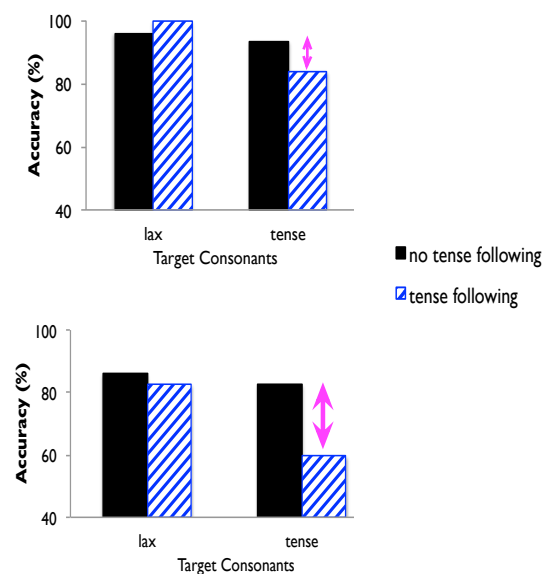 Accuracy (%)
100
80
60
40
lax
tense
Target Consonants
no tense following
tense following
Accuracy (%)
100
80
60
40
lax
tense
Target Consonants